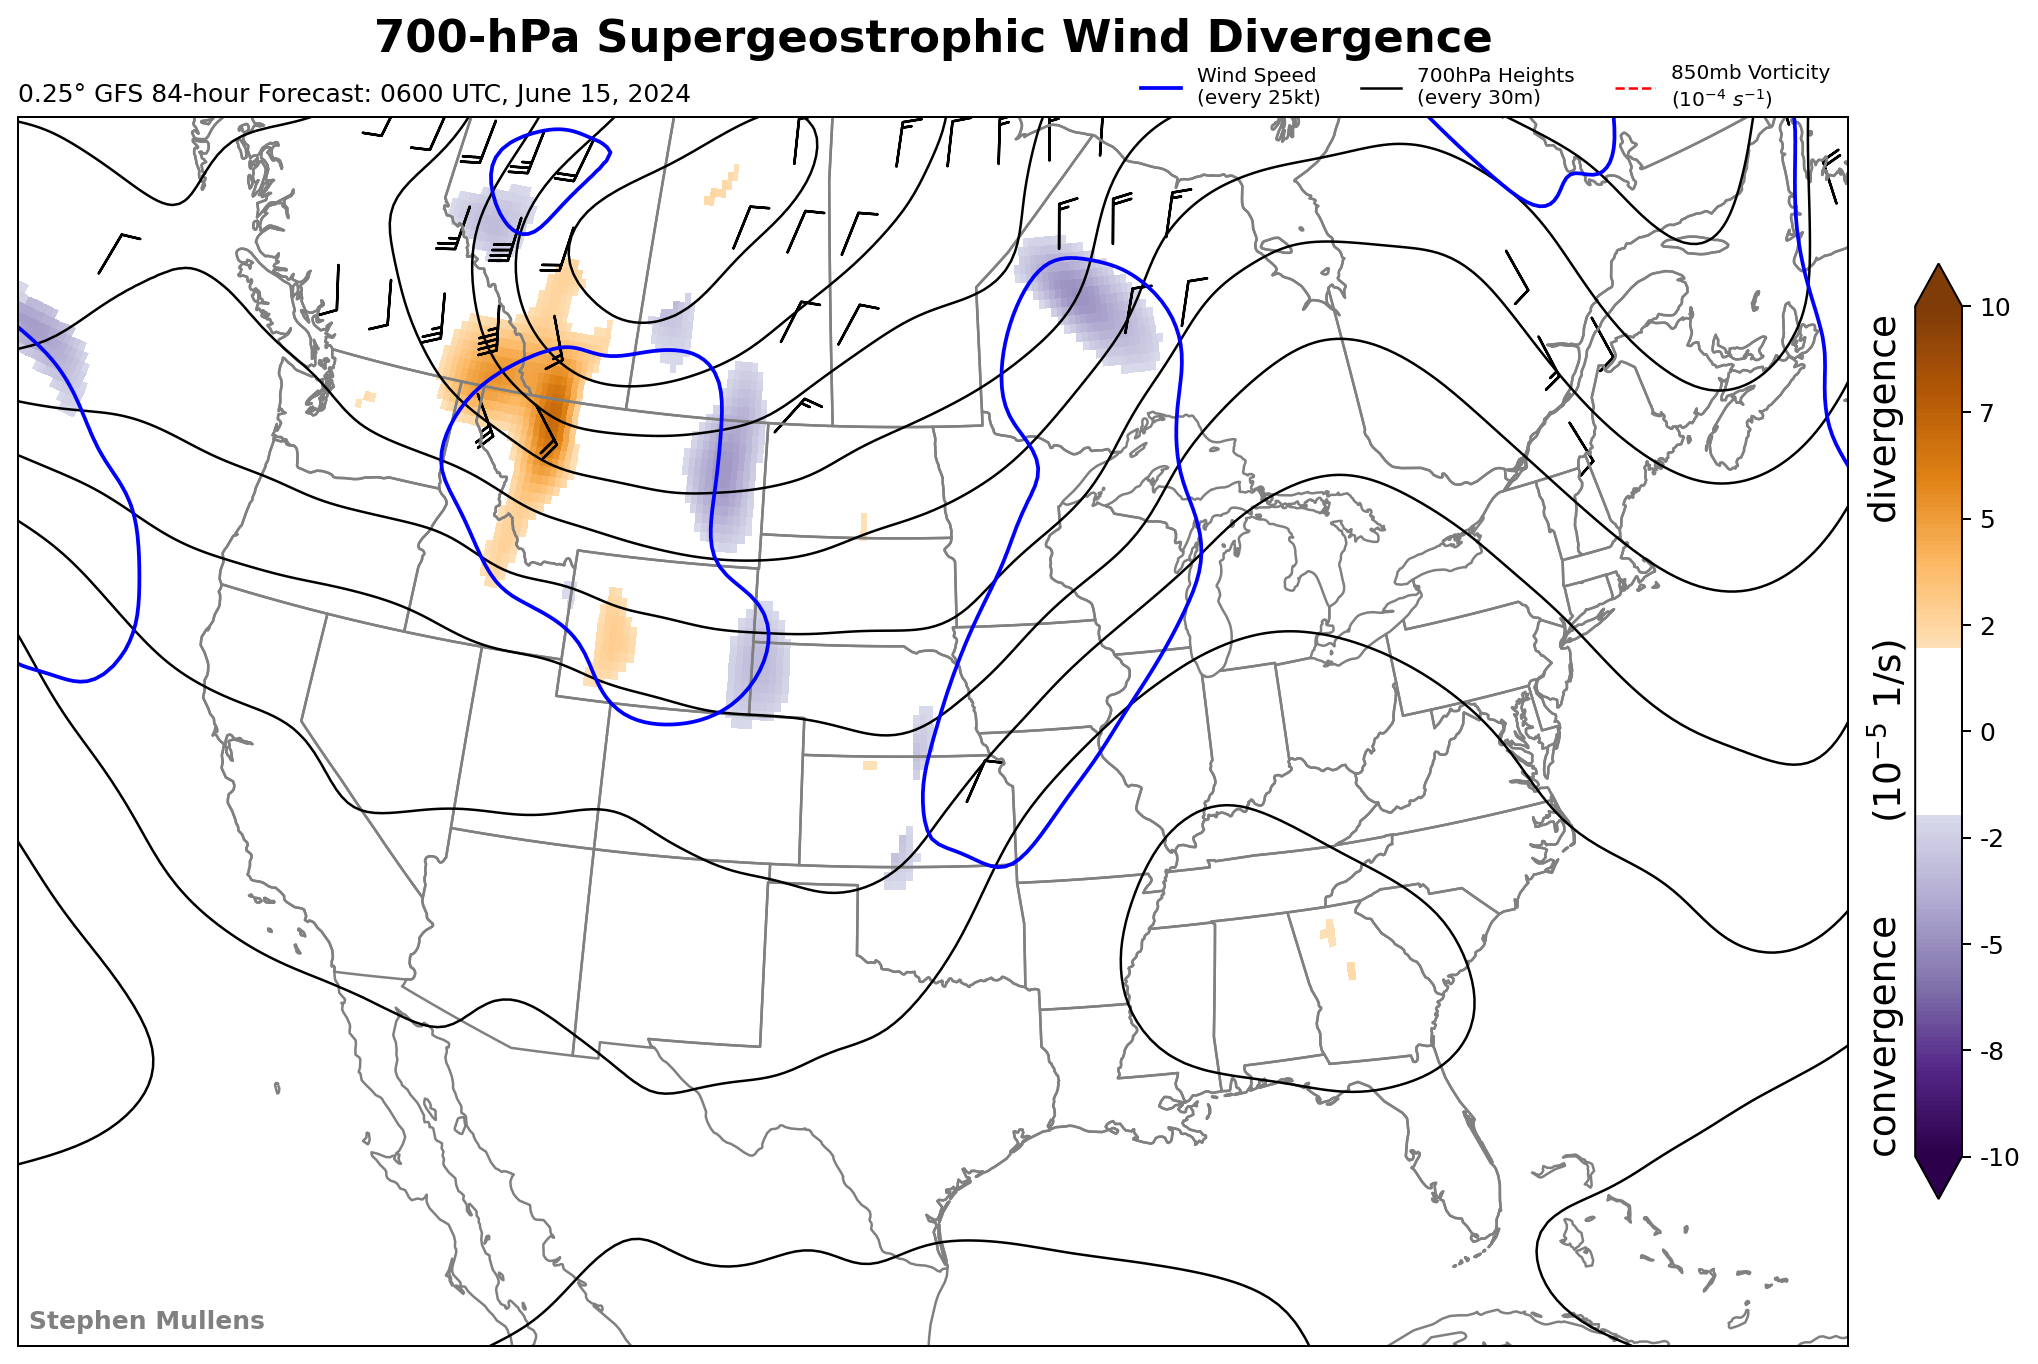 700-hPa Supergeostrophic Wind Divergence
0.25° GFS 84-hour Forecast: 0600 UTC, June 15, 2024
Wind Speed
(every 25kt)
700hPa Heights
(every 30m)
850mb Vorticity
(10⁻⁴ s⁻¹)
10
7
5
2
0
-2
-5
-8
-10
convergence (10⁻⁵ 1/s) divergence
Stephen Mullens